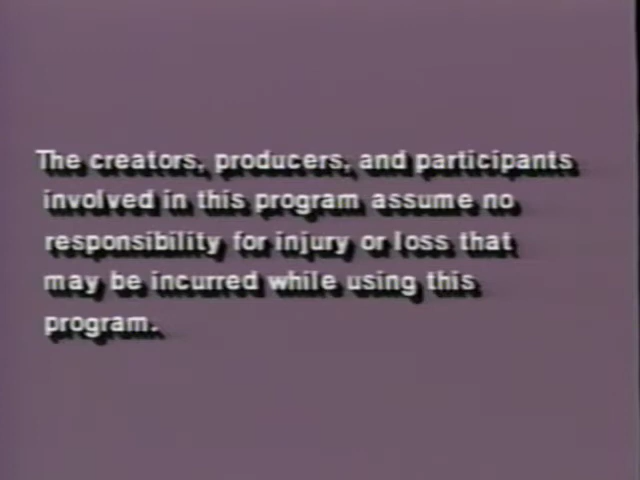 The creators, producers, and participants
involved in this program assume no
responsibility for injury or loss that
may be incurred while using this
program.